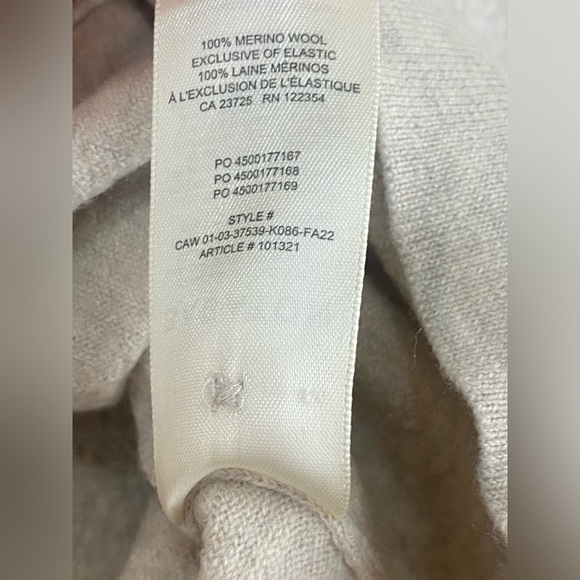 100% MERINO WOOL
EXCLUSIVE OF ELASTIC
100% LAINE MÉRINOS
À L'EXCLUSION DE L'ÉLASTIQUE
CA 23725 RN 122354
PO 4500177167
PO 4500177168
PO 4500177169
STYLE #
CAW 01-03-37539-K086-FA22
ARTICLE # 101321